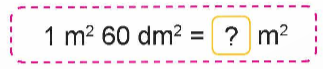 1 m² 60 dm² = ? m²